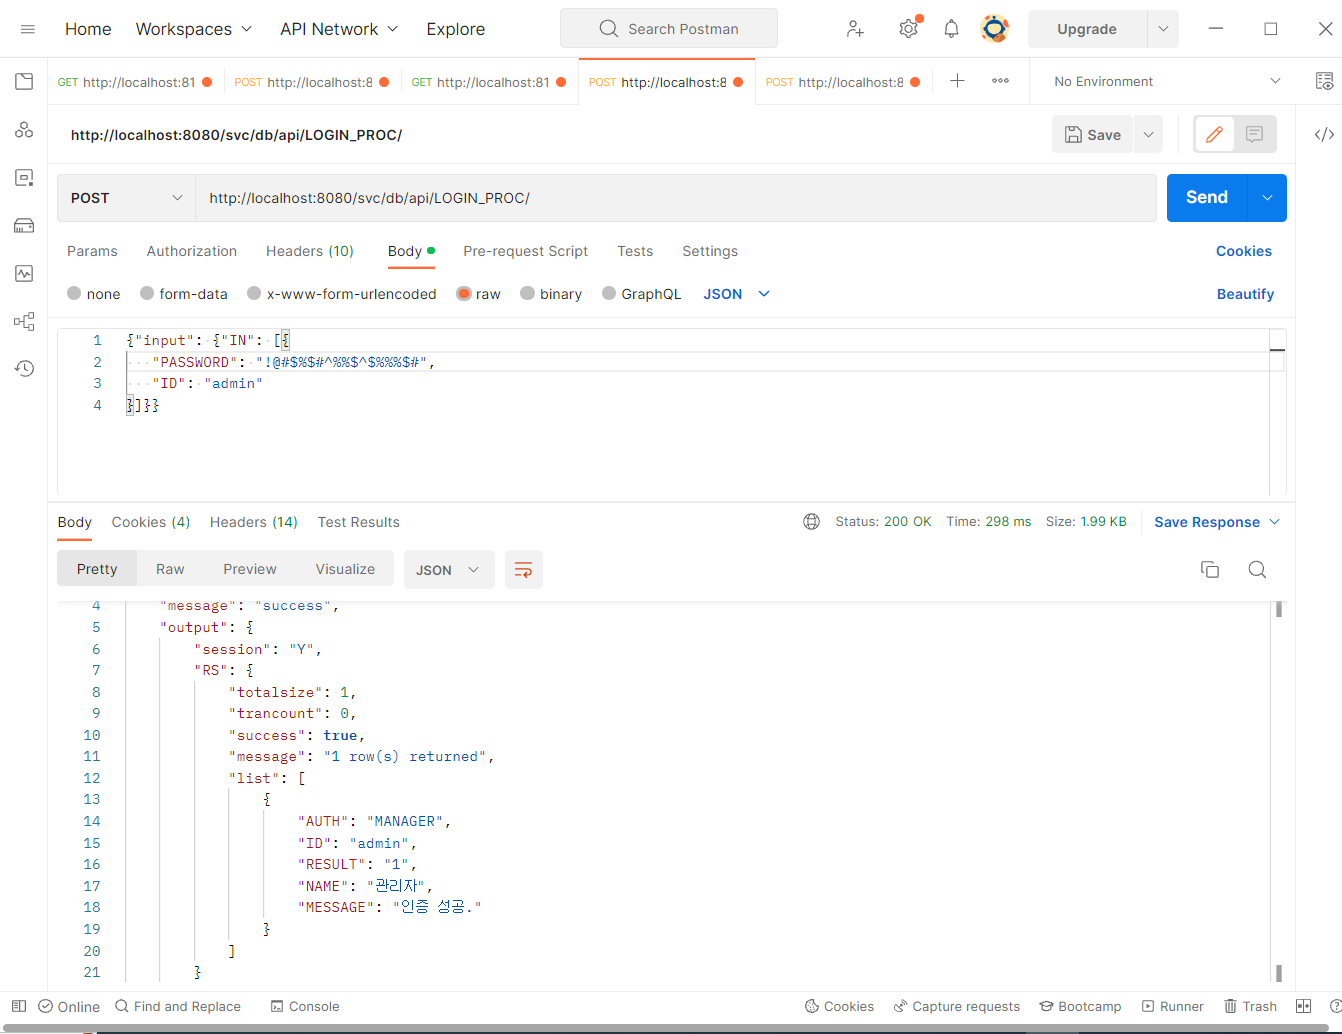 Home Workspaces API Network Explore Search Postman Upgrade
GET http://localhost:81 POST http://localhost:8 GET http://localhost:81 POST http://localhost:8 POST http://localhost:8 No Environment
http://localhost:8080/svc/db/api/LOGIN_PROC/ Save
POST http://localhost:8080/svc/db/api/LOGIN_PROC/ Send
Params Authorization Headers (10) Body Pre-request Script Tests Settings Cookies
none form-data x-www-form-urlencoded raw binary GraphQL JSON Beautify
1 {"input": {"IN": [{
2 "PASSWORD": "!@#$%$#^%%$^$%%%$#",
3 "ID": "admin"
4 }]}}
Body Cookies (4) Headers (14) Test Results Status: 200 OK Time: 298 ms Size: 1.99 KB Save Response
Pretty Raw Preview Visualize JSON
4 "message": "success",
5 "output": {
6 "session": "Y",
7 "RS": {
8 "totalsize": 1,
9 "trancount": 0,
10 "success": true,
11 "message": "1 row(s) returned",
12 "list": [
13 {
14 "AUTH": "MANAGER",
15 "ID": "admin",
16 "RESULT": "1",
17 "NAME": "관리자",
18 "MESSAGE": "인증 성공."
19 }
20 ]
21 }
Online Find and Replace Console Cookies Capture requests Bootcamp Runner Trash